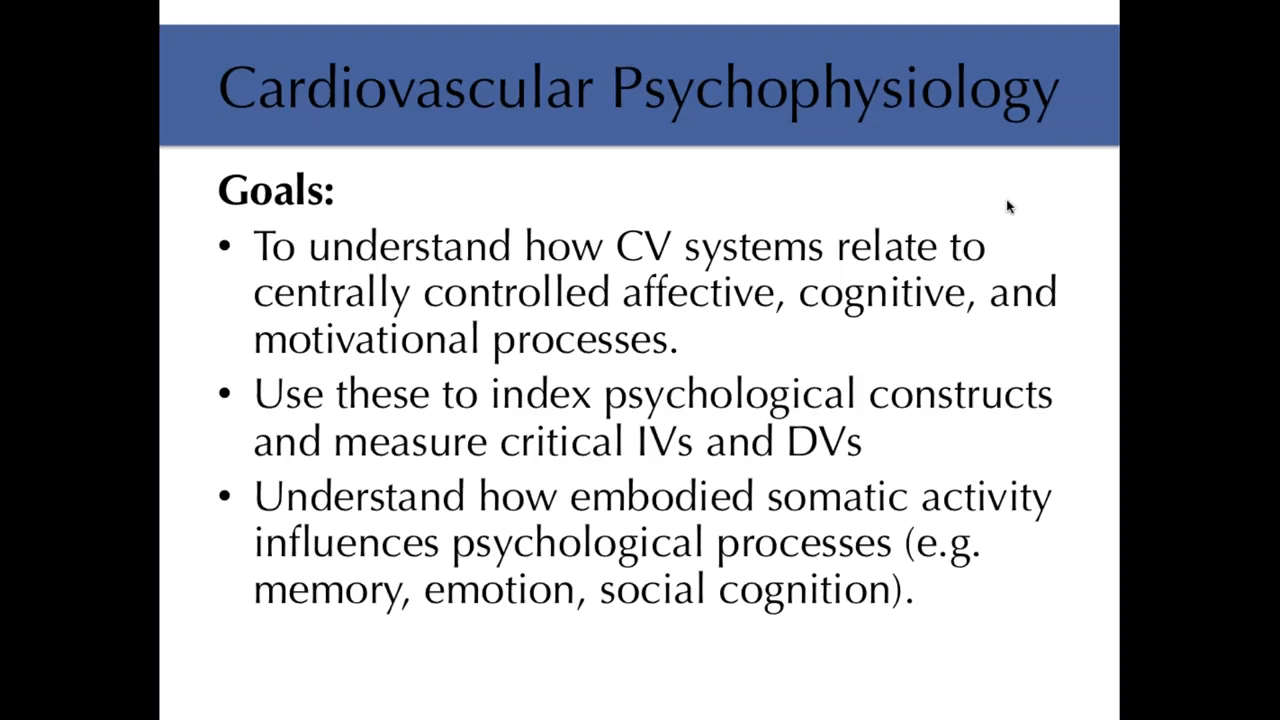 Cardiovascular Psychophysiology
Goals:
• To understand how CV systems relate to
centrally controlled affective, cognitive, and
motivational processes.
• Use these to index psychological constructs
and measure critical IVs and DVs
• Understand how embodied somatic activity
influences psychological processes (e.g.
memory, emotion, social cognition).